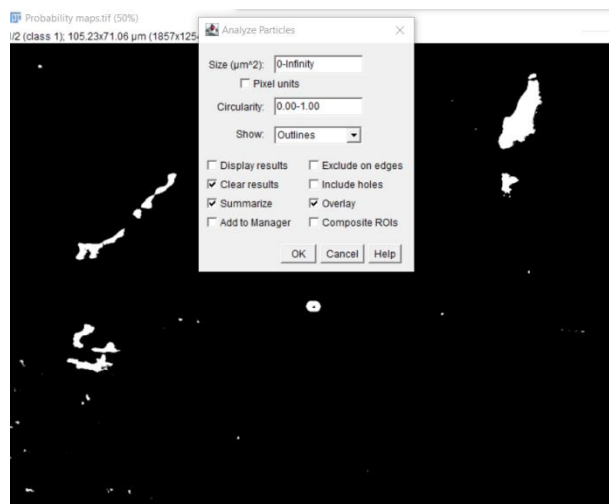 Probability maps.tif (50%)
1/2 (class 1); 105.23x71.06 µm (1857x1254
Analyze Particles
Size (µm^2): 0-Infinity
Pixel units
Circularity: 0.00-1.00
Show: Outlines
Display results Exclude on edges
Clear results Include holes
Summarize Overlay
Add to Manager Composite ROIs
OK Cancel Help